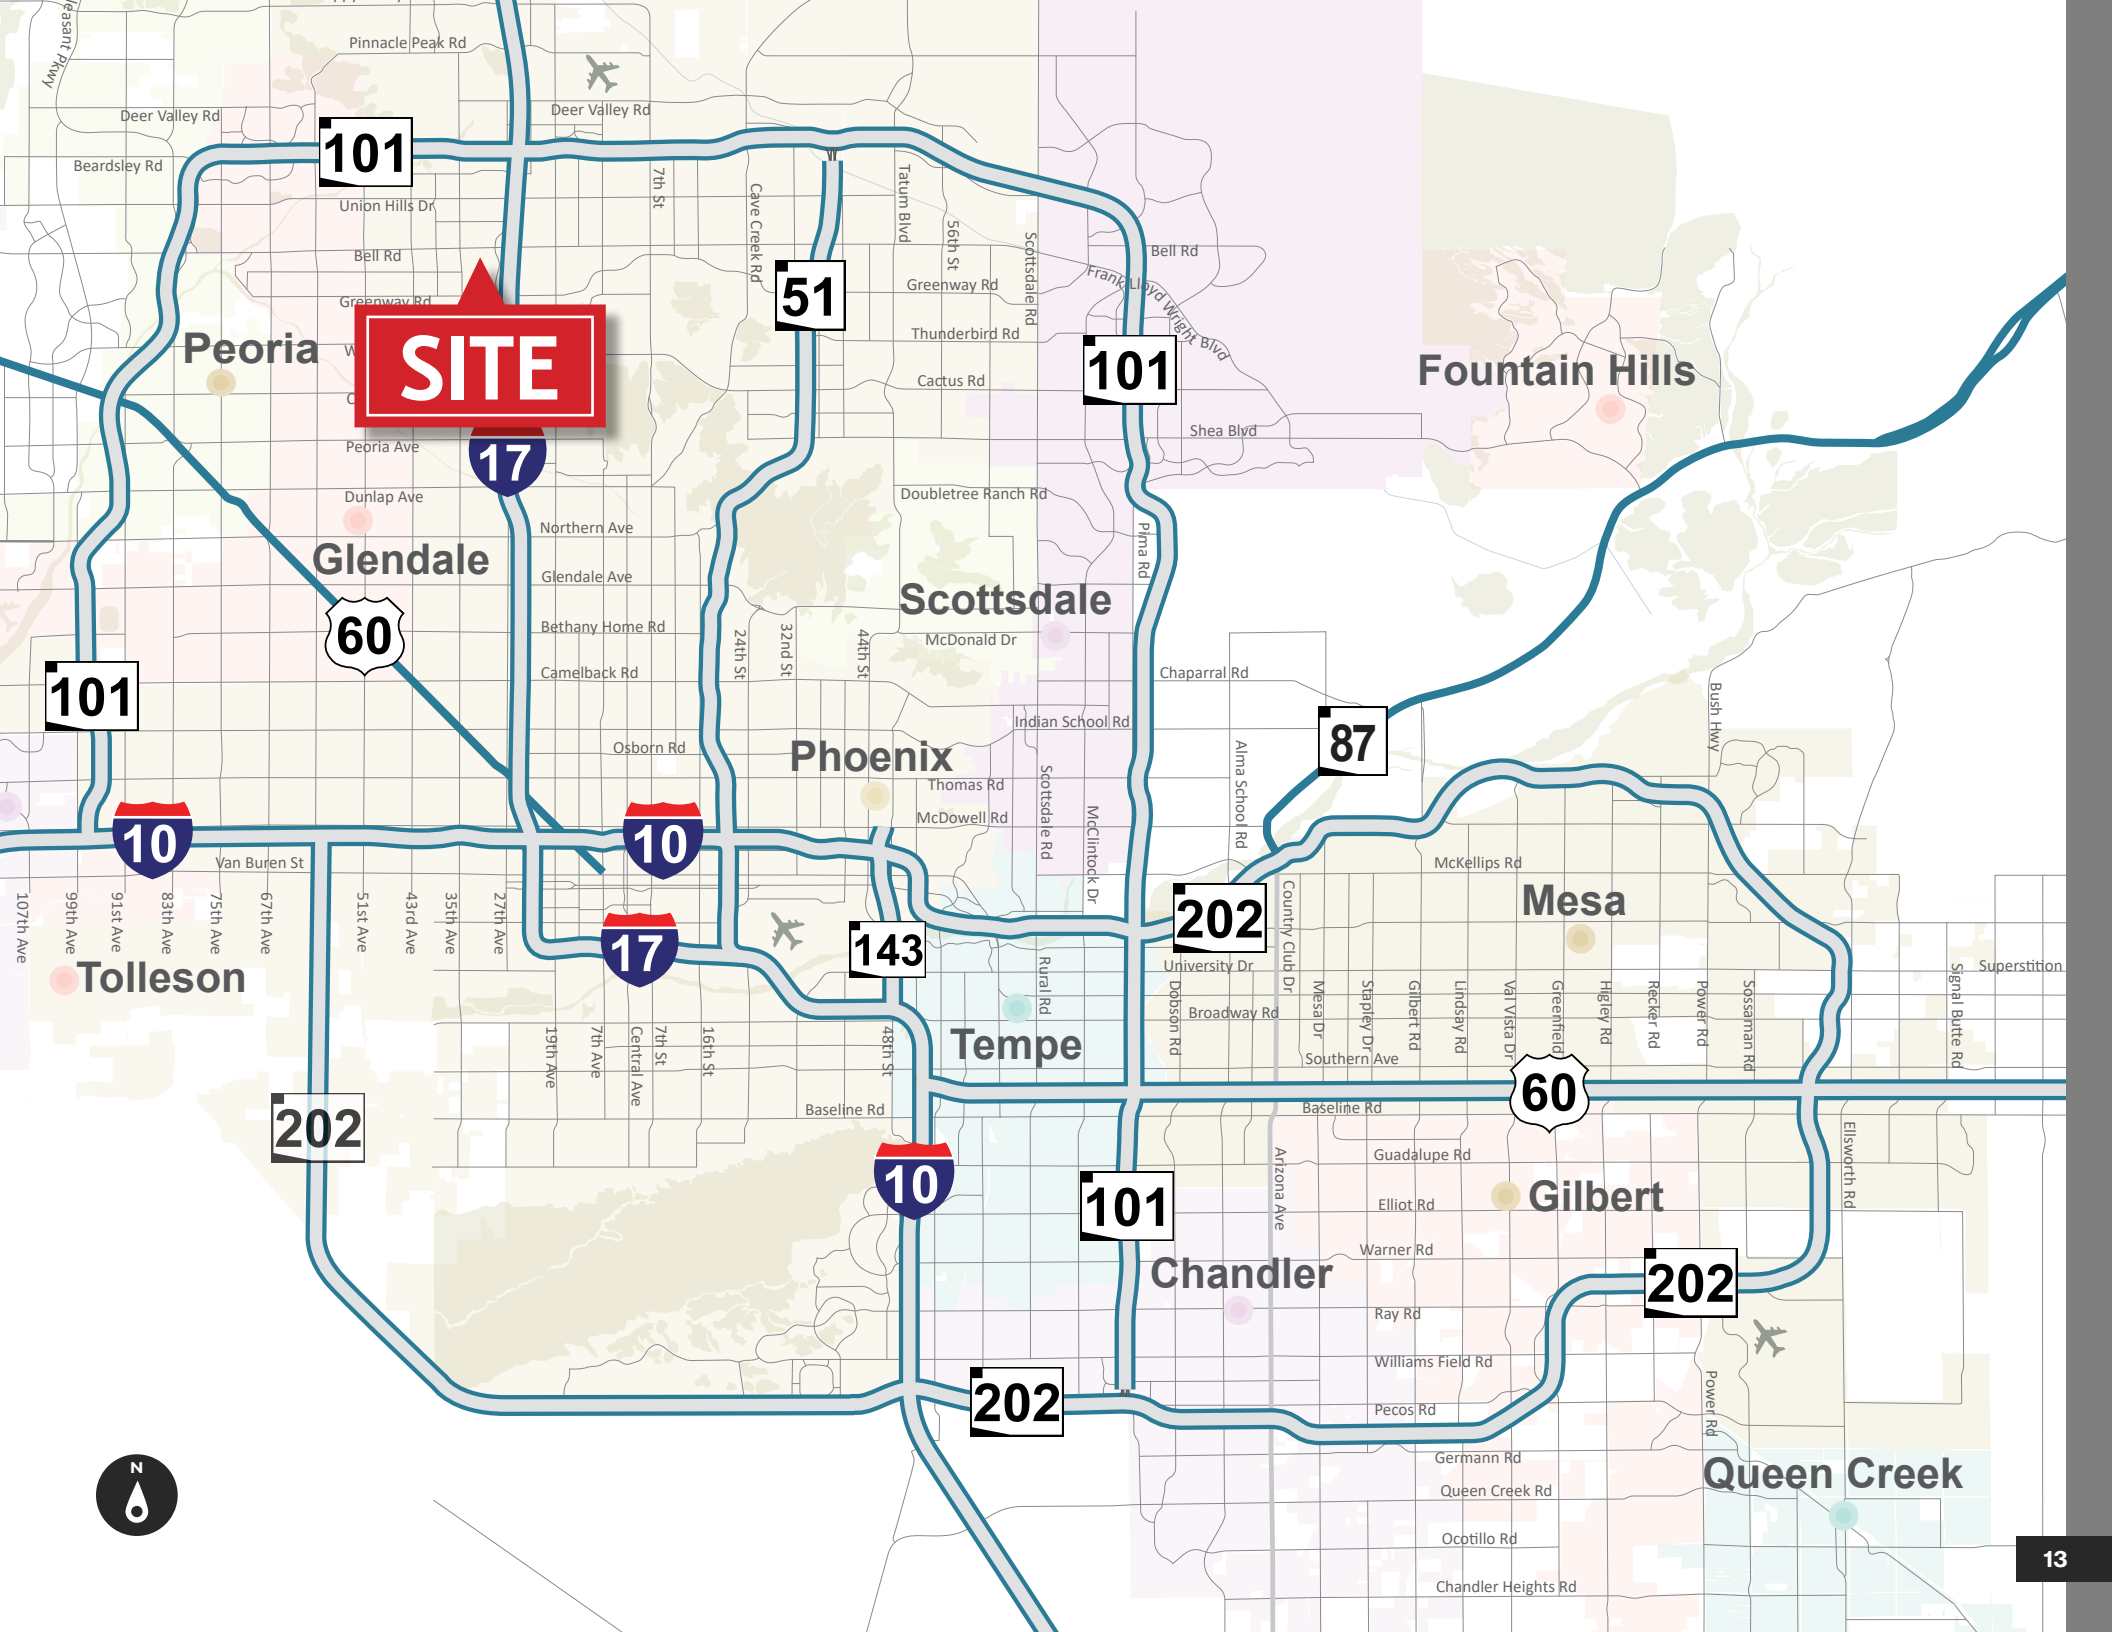 leasant Pkwy
Pinnacle Peak Rd
Deer Valley Rd
Deer Valley Rd
101
Beardsley Rd
Union Hills Dr
7th St
Cave Creek Rd
Tatum Blvd
56th St
Scottsdale Rd
Bell Rd
Bell Rd
Frank Lloyd Wright Blvd
Greenway Rd
Greenway Rd
51
Thunderbird Rd
Peoria
W
SITE
101
Fountain Hills
Cactus Rd
C
Peoria Ave
17
Shea Blvd
Dunlap Ave
Doubletree Ranch Rd
Northern Ave
Pima Rd
Glendale
Glendale Ave
Scottsdale
60
Bethany Home Rd
24th St
32nd St
44th St
McDonald Dr
Camelback Rd
Chaparral Rd
101
Bush Hwy
Indian School Rd
87
Osborn Rd
Phoenix
Alma School Rd
Thomas Rd
Scottsdale Rd
McClintock Dr
10
10
McDowell Rd
Van Buren St
McKellips Rd
107th Ave
99th Ave
91st Ave
83th Ave
75th Ave
67th Ave
51st Ave
43rd Ave
35th Ave
27th Ave
17
143
202
Country Club Dr
Mesa
Tolleson
Rural Rd
University Dr
Superstition
Signal Butte Rd
Dobson Rd
Broadway Rd
Mesa Dr
Stapley Dr
Gilbert Rd
Lindsay Rd
Val Vista Dr
Greenfield
Higley Rd
Recker Rd
Power Rd
Sossaman Rd
19th Ave
7th Ave
Central Ave
7th St
16th St
48th St
Tempe
Southern Ave
60
202
Baseline Rd
Baseline Rd
10
Arizona Ave
Guadalupe Rd
Ellsworth Rd
101
Elliot Rd
Gilbert
Warner Rd
Chandler
202
Ray Rd
Williams Field Rd
Power Rd
202
Pecos Rd
Germann Rd
Queen Creek
N
Queen Creek Rd
Ocotillo Rd
13
Chandler Heights Rd